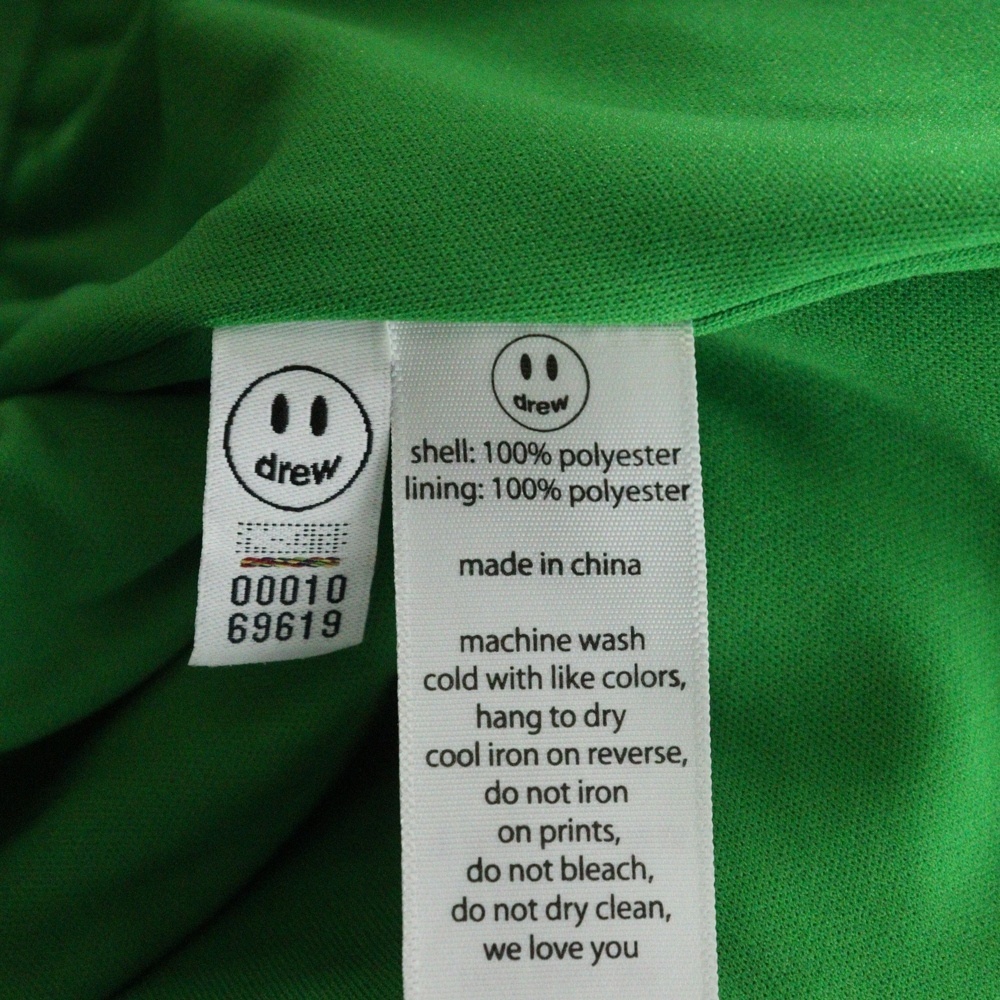 drew
00010
69619
drew
shell: 100% polyester
lining: 100% polyester
made in china
machine wash
cold with like colors,
hang to dry
cool iron on reverse,
do not iron
on prints,
do not bleach,
do not dry clean,
we love you